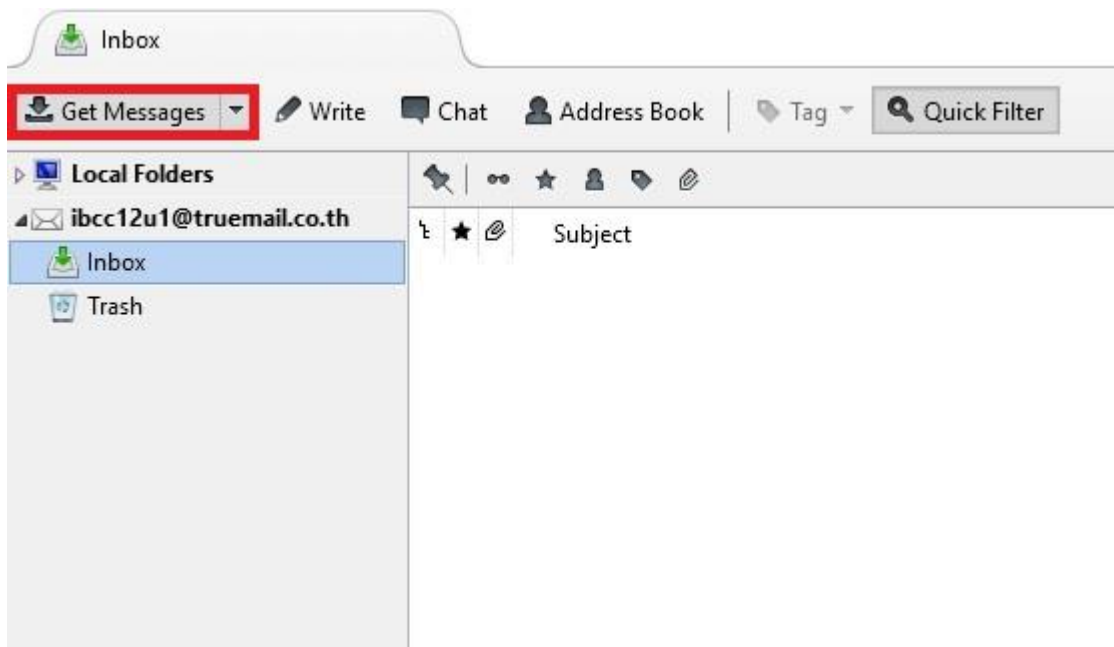 Inbox
Get Messages Write Chat Address Book Tag Quick Filter
Local Folders
ibcc12u1@truemail.co.th
Inbox
Trash
Subject